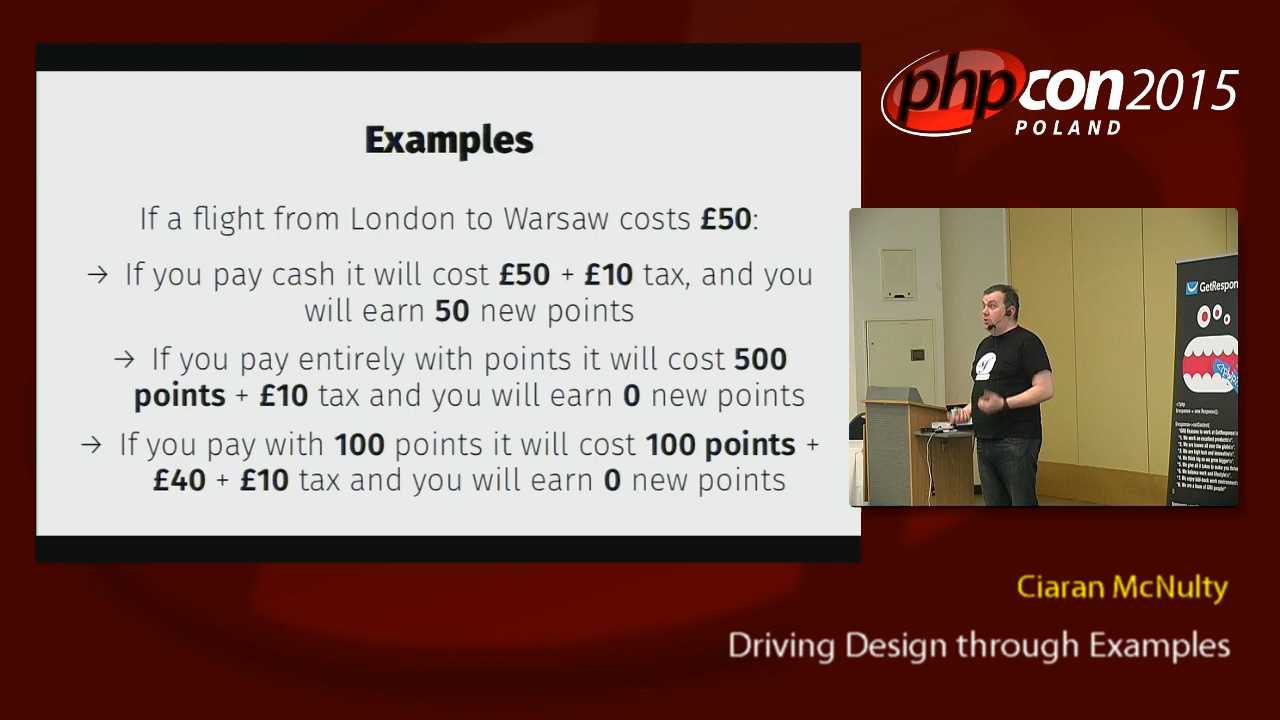 Examples
If a flight from London to Warsaw costs £50:
→ If you pay cash it will cost £50 + £10 tax, and you
will earn 50 new points
→ If you pay entirely with points it will cost 500
points + £10 tax and you will earn 0 new points
→ If you pay with 100 points it will cost 100 points +
£40 + £10 tax and you will earn 0 new points
phpcon2015
POLAND
GetRespon
Ciaran McNulty
Driving Design through Examples